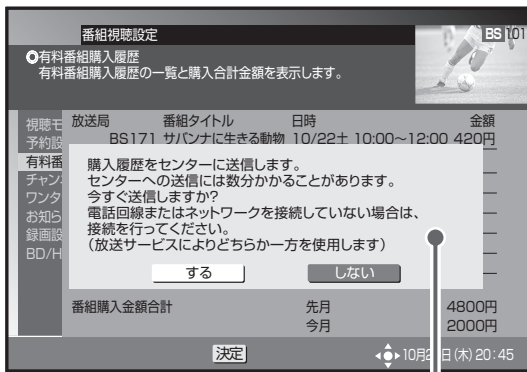 番組視聴設定
BS 101
有料番組購入履歴
有料番組購入履歴の一覧と購入合計金額を表示します。
視聴モ
予約設
有料番
チャン
ワンタ
お知ら
録画設
BD/H
放送局 番組タイトル 日時 金額
BS171 サバンナに生きる動物 10/22土 10:00~12:00 420円
購入履歴をセンターに送信します。
センターへの送信には数分かかることがあります。
今すぐ送信しますか?
電話回線またはネットワークを接続していない場合は、
接続を行ってください。
(放送サービスによりどちらか一方を使用します)
する しない
番組購入金額合計 先月 4800円
今月 2000円
決定
(木) 20:45